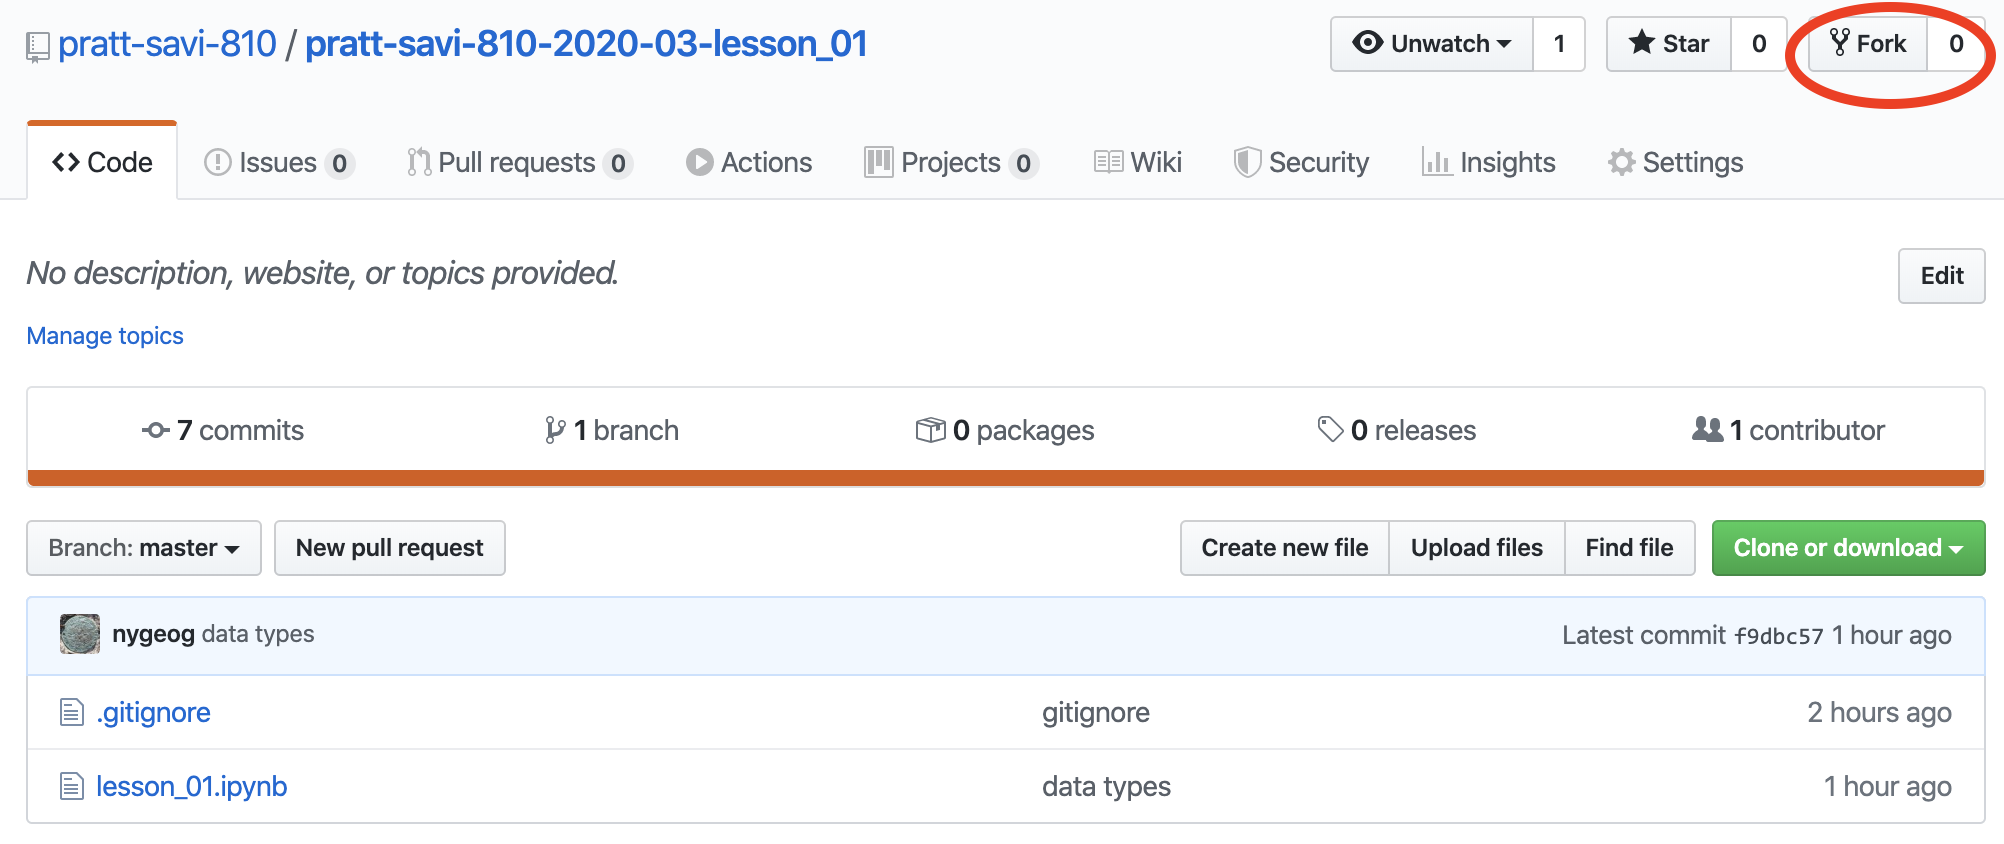 pratt-savi-810 / pratt-savi-810-2020-03-lesson_01
Unwatch 1 Star 0 Fork 0
Code Issues 0 Pull requests 0 Actions Projects 0 Wiki Security Insights Settings
No description, website, or topics provided.
Edit
Manage topics
7 commits 1 branch 0 packages 0 releases 1 contributor
Branch: master New pull request Create new file Upload files Find file Clone or download
nygeog data types Latest commit f9dbc57 1 hour ago
.gitignore gitignore 2 hours ago
lesson_01.ipynb data types 1 hour ago